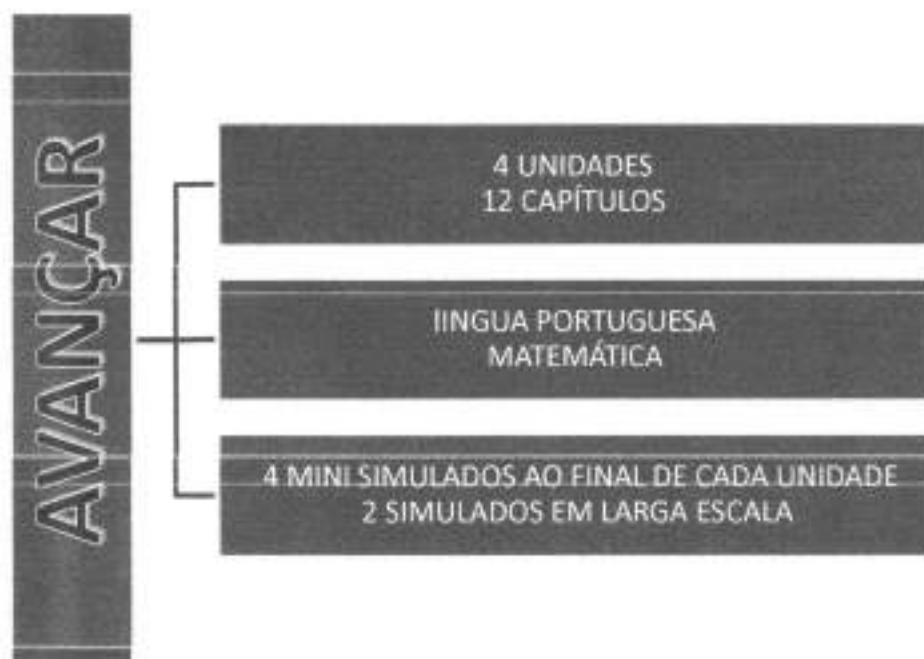 AVANÇAR
4 UNIDADES
12 CAPÍTULOS
lINGUA PORTUGUESA
MATEMÁTICA
4 MINI SIMULADOS AO FINAL DE CADA UNIDADE
2 SIMULADOS EM LARGA ESCALA